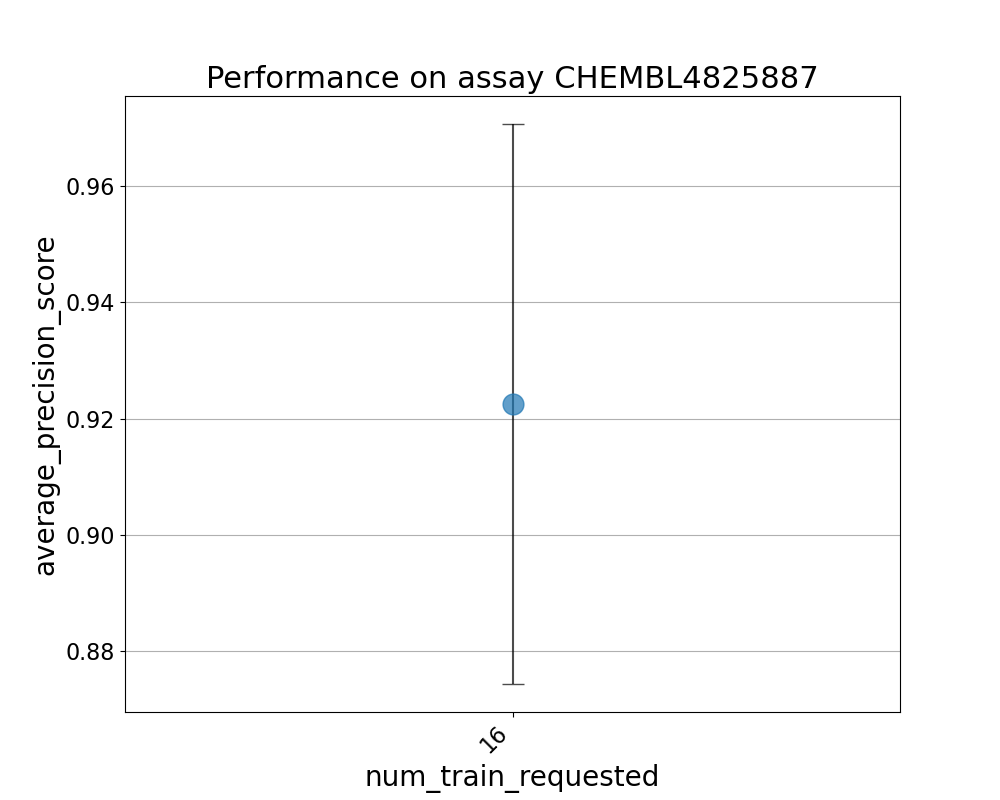 Performance on assay CHEMBL4825887
average_precision_score
0.96
0.94
0.92
0.90
0.88
16
num_train_requested